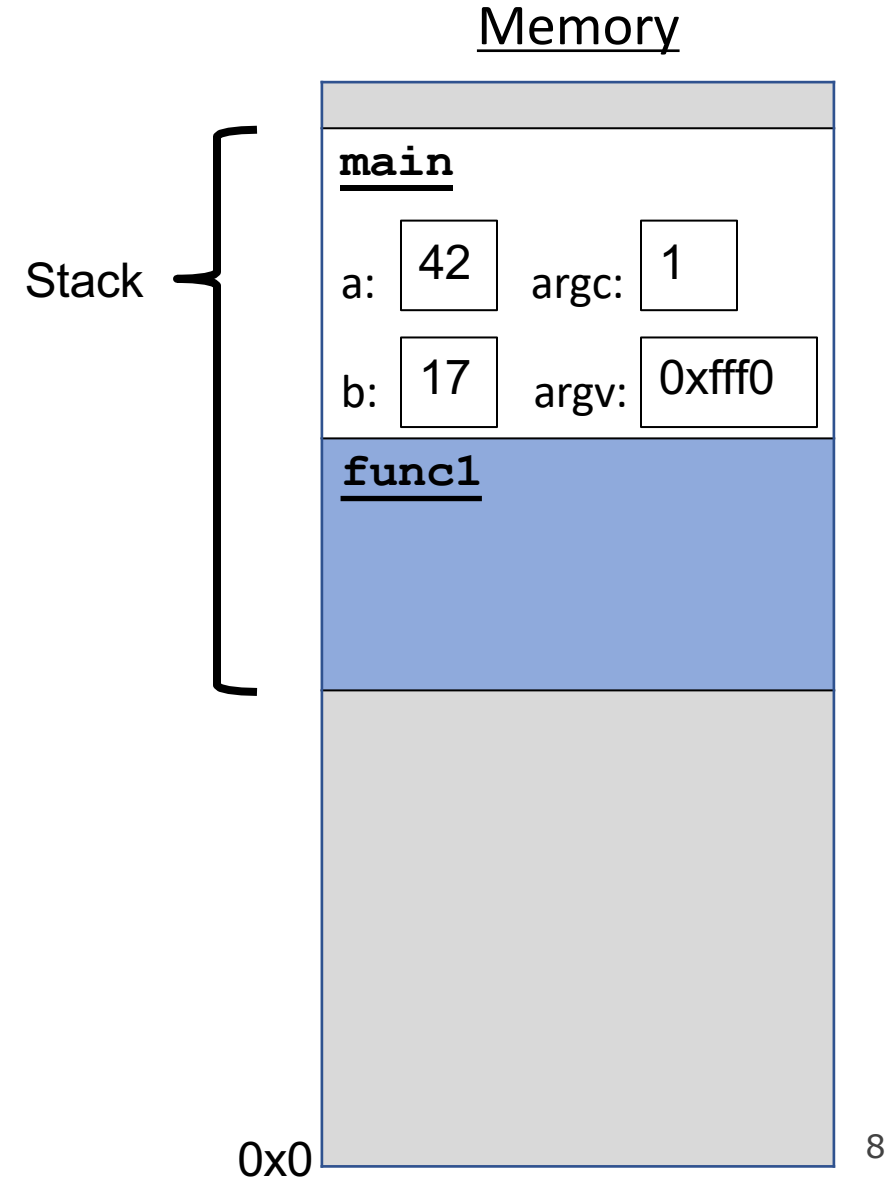 Memory
main
Stack
a: 42 argc: 1
b: 17 argv: 0xfff0
func1
0x0
8